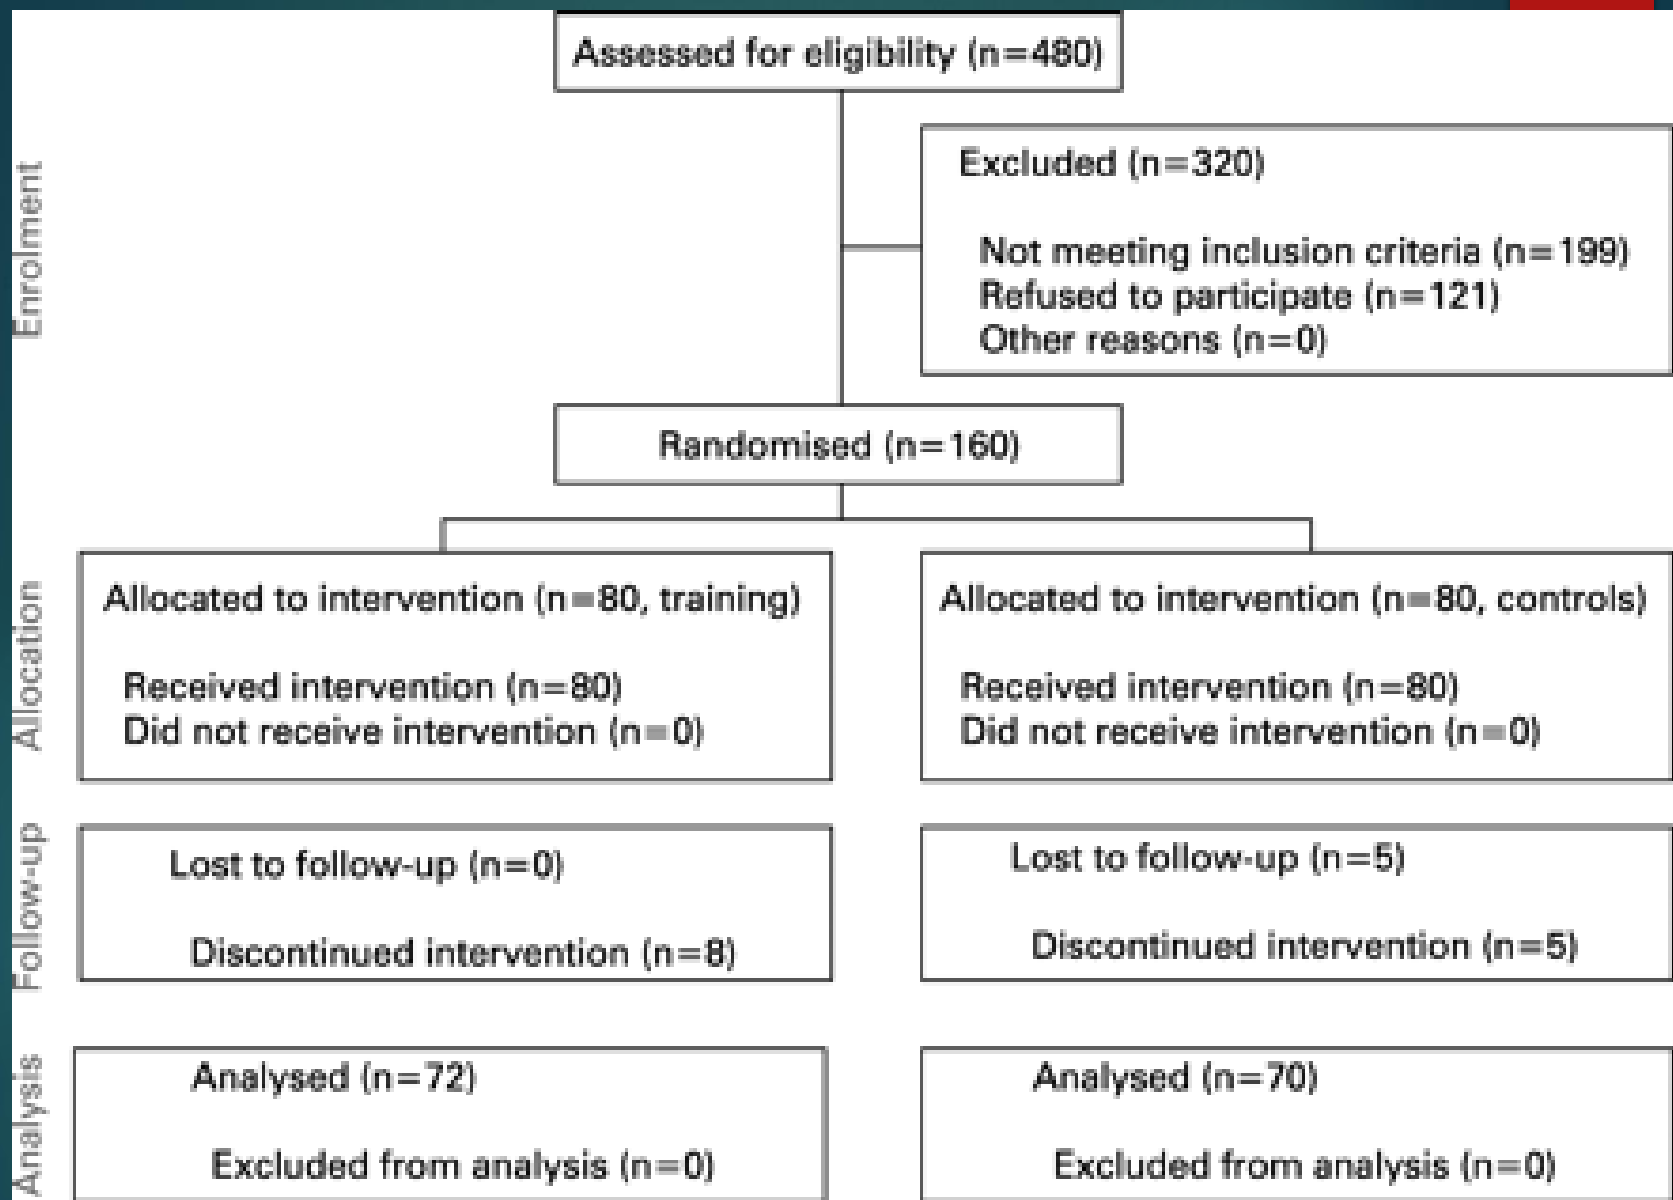 Assessed for eligibility (n=480)
Enrolment
Excluded (n=320)
Not meeting inclusion criteria (n=199)
Refused to participate (n=121)
Other reasons (n=0)
Randomised (n=160)
Allocation
Allocated to intervention (n=80, training)
Received intervention (n=80)
Did not receive intervention (n=0)
Allocated to intervention (n=80, controls)
Received intervention (n=80)
Did not receive intervention (n=0)
Follow-up
Lost to follow-up (n=0)
Discontinued intervention (n=8)
Lost to follow-up (n=5)
Discontinued intervention (n=5)
Analysis
Analysed (n=72)
Excluded from analysis (n=0)
Analysed (n=70)
Excluded from analysis (n=0)